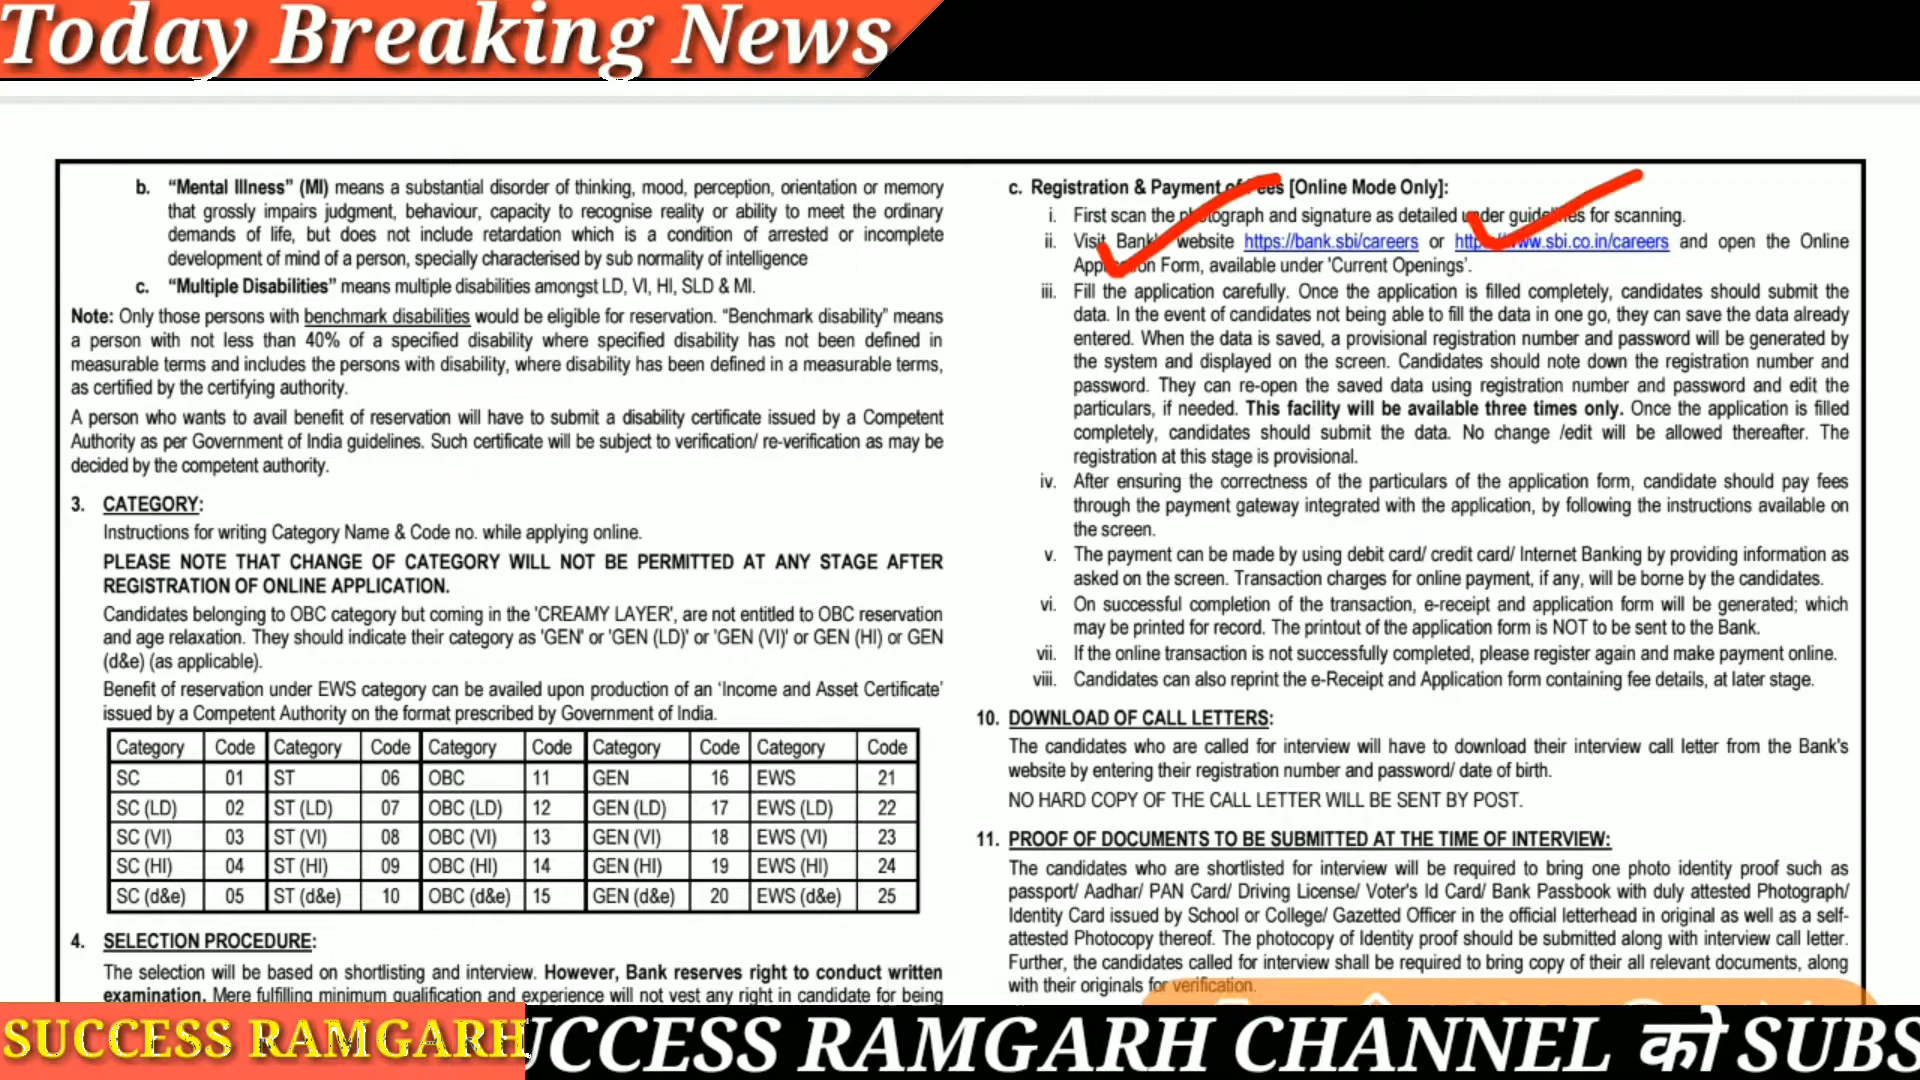 Today Breaking News
b. “Mental Illness” (MI) means a substantial disorder of thinking, mood, perception, orientation or memory
that grossly impairs judgment, behaviour, capacity to recognise reality or ability to meet the ordinary
demands of life, but does not include retardation which is a condition of arrested or incomplete
development of mind of a person, specially characterised by sub normality of intelligence
c. “Multiple Disabilities” means multiple disabilities amongst LD, VI, HI, SLD & MI.
Note: Only those persons with benchmark disabilities would be eligible for reservation. “Benchmark disability” means
a person with not less than 40% of a specified disability where specified disability has not been defined in
measurable terms and includes the persons with disability, where disability has been defined in a measurable terms,
as certified by the certifying authority.
A person who wants to avail benefit of reservation will have to submit a disability certificate issued by a Competent
Authority as per Government of India guidelines. Such certificate will be subject to verification/ re-verification as may be
decided by the competent authority.
3. CATEGORY:
Instructions for writing Category Name & Code no. while applying online.
PLEASE NOTE THAT CHANGE OF CATEGORY WILL NOT BE PERMITTED AT ANY STAGE AFTER
REGISTRATION OF ONLINE APPLICATION.
Candidates belonging to OBC category but coming in the 'CREAMY LAYER', are not entitled to OBC reservation
and age relaxation. They should indicate their category as 'GEN' or 'GEN (LD)' or 'GEN (VI)' or GEN (HI) or GEN
(d&e) (as applicable).
Benefit of reservation under EWS category can be availed upon production of an ‘Income and Asset Certificate’
issued by a Competent Authority on the format prescribed by Government of India.
Category Code Category Code Category Code Category Code Category Code
SC 01 ST 06 OBC 11 GEN 16 EWS 21
SC (LD) 02 ST (LD) 07 OBC (LD) 12 GEN (LD) 17 EWS (LD) 22
SC (VI) 03 ST (VI) 08 OBC (VI) 13 GEN (VI) 18 EWS (VI) 23
SC (HI) 04 ST (HI) 09 OBC (HI) 14 GEN (HI) 19 EWS (HI) 24
SC (d&e) 05 ST (d&e) 10 OBC (d&e) 15 GEN (d&e) 20 EWS (d&e) 25
4. SELECTION PROCEDURE:
The selection will be based on shortlisting and interview. However, Bank reserves right to conduct written
examination. Mere fulfilling minimum qualification and experience will not vest any right in candidate for being
c. Registration & Payment of Fees [Online Mode Only]:
i. First scan the photograph and signature as detailed under guidelines for scanning.
ii. Visit Bank's website https://bank.sbi/careers or https://www.sbi.co.in/careers and open the Online
Application Form, available under 'Current Openings'.
iii. Fill the application carefully. Once the application is filled completely, candidates should submit the
data. In the event of candidates not being able to fill the data in one go, they can save the data already
entered. When the data is saved, a provisional registration number and password will be generated by
the system and displayed on the screen. Candidates should note down the registration number and
password. They can re-open the saved data using registration number and password and edit the
particulars, if needed. This facility will be available three times only. Once the application is filled
completely, candidates should submit the data. No change /edit will be allowed thereafter. The
registration at this stage is provisional.
iv. After ensuring the correctness of the particulars of the application form, candidate should pay fees
through the payment gateway integrated with the application, by following the instructions available on
the screen.
v. The payment can be made by using debit card/ credit card/ Internet Banking by providing information as
asked on the screen. Transaction charges for online payment, if any, will be borne by the candidates.
vi. On successful completion of the transaction, e-receipt and application form will be generated; which
may be printed for record. The printout of the application form is NOT to be sent to the Bank.
vii. If the online transaction is not successfully completed, please register again and make payment online.
viii. Candidates can also reprint the e-Receipt and Application form containing fee details, at later stage.
10. DOWNLOAD OF CALL LETTERS:
The candidates who are called for interview will have to download their interview call letter from the Bank's
website by entering their registration number and password/ date of birth.
NO HARD COPY OF THE CALL LETTER WILL BE SENT BY POST.
11. PROOF OF DOCUMENTS TO BE SUBMITTED AT THE TIME OF INTERVIEW:
The candidates who are shortlisted for interview will be required to bring one photo identity proof such as
passport/ Aadhar/ PAN Card/ Driving License/ Voter's Id Card/ Bank Passbook with duly attested Photograph/
Identity Card issued by School or College/ Gazetted Officer in the official letterhead in original as well as a self-
attested Photocopy thereof. The photocopy of Identity proof should be submitted along with interview call letter.
Further, the candidates called for interview shall be required to bring copy of their all relevant documents, along
with their originals for verification.
SUCCESS RAMGARH UCCESS RAMGARH CHANNEL को SUBS